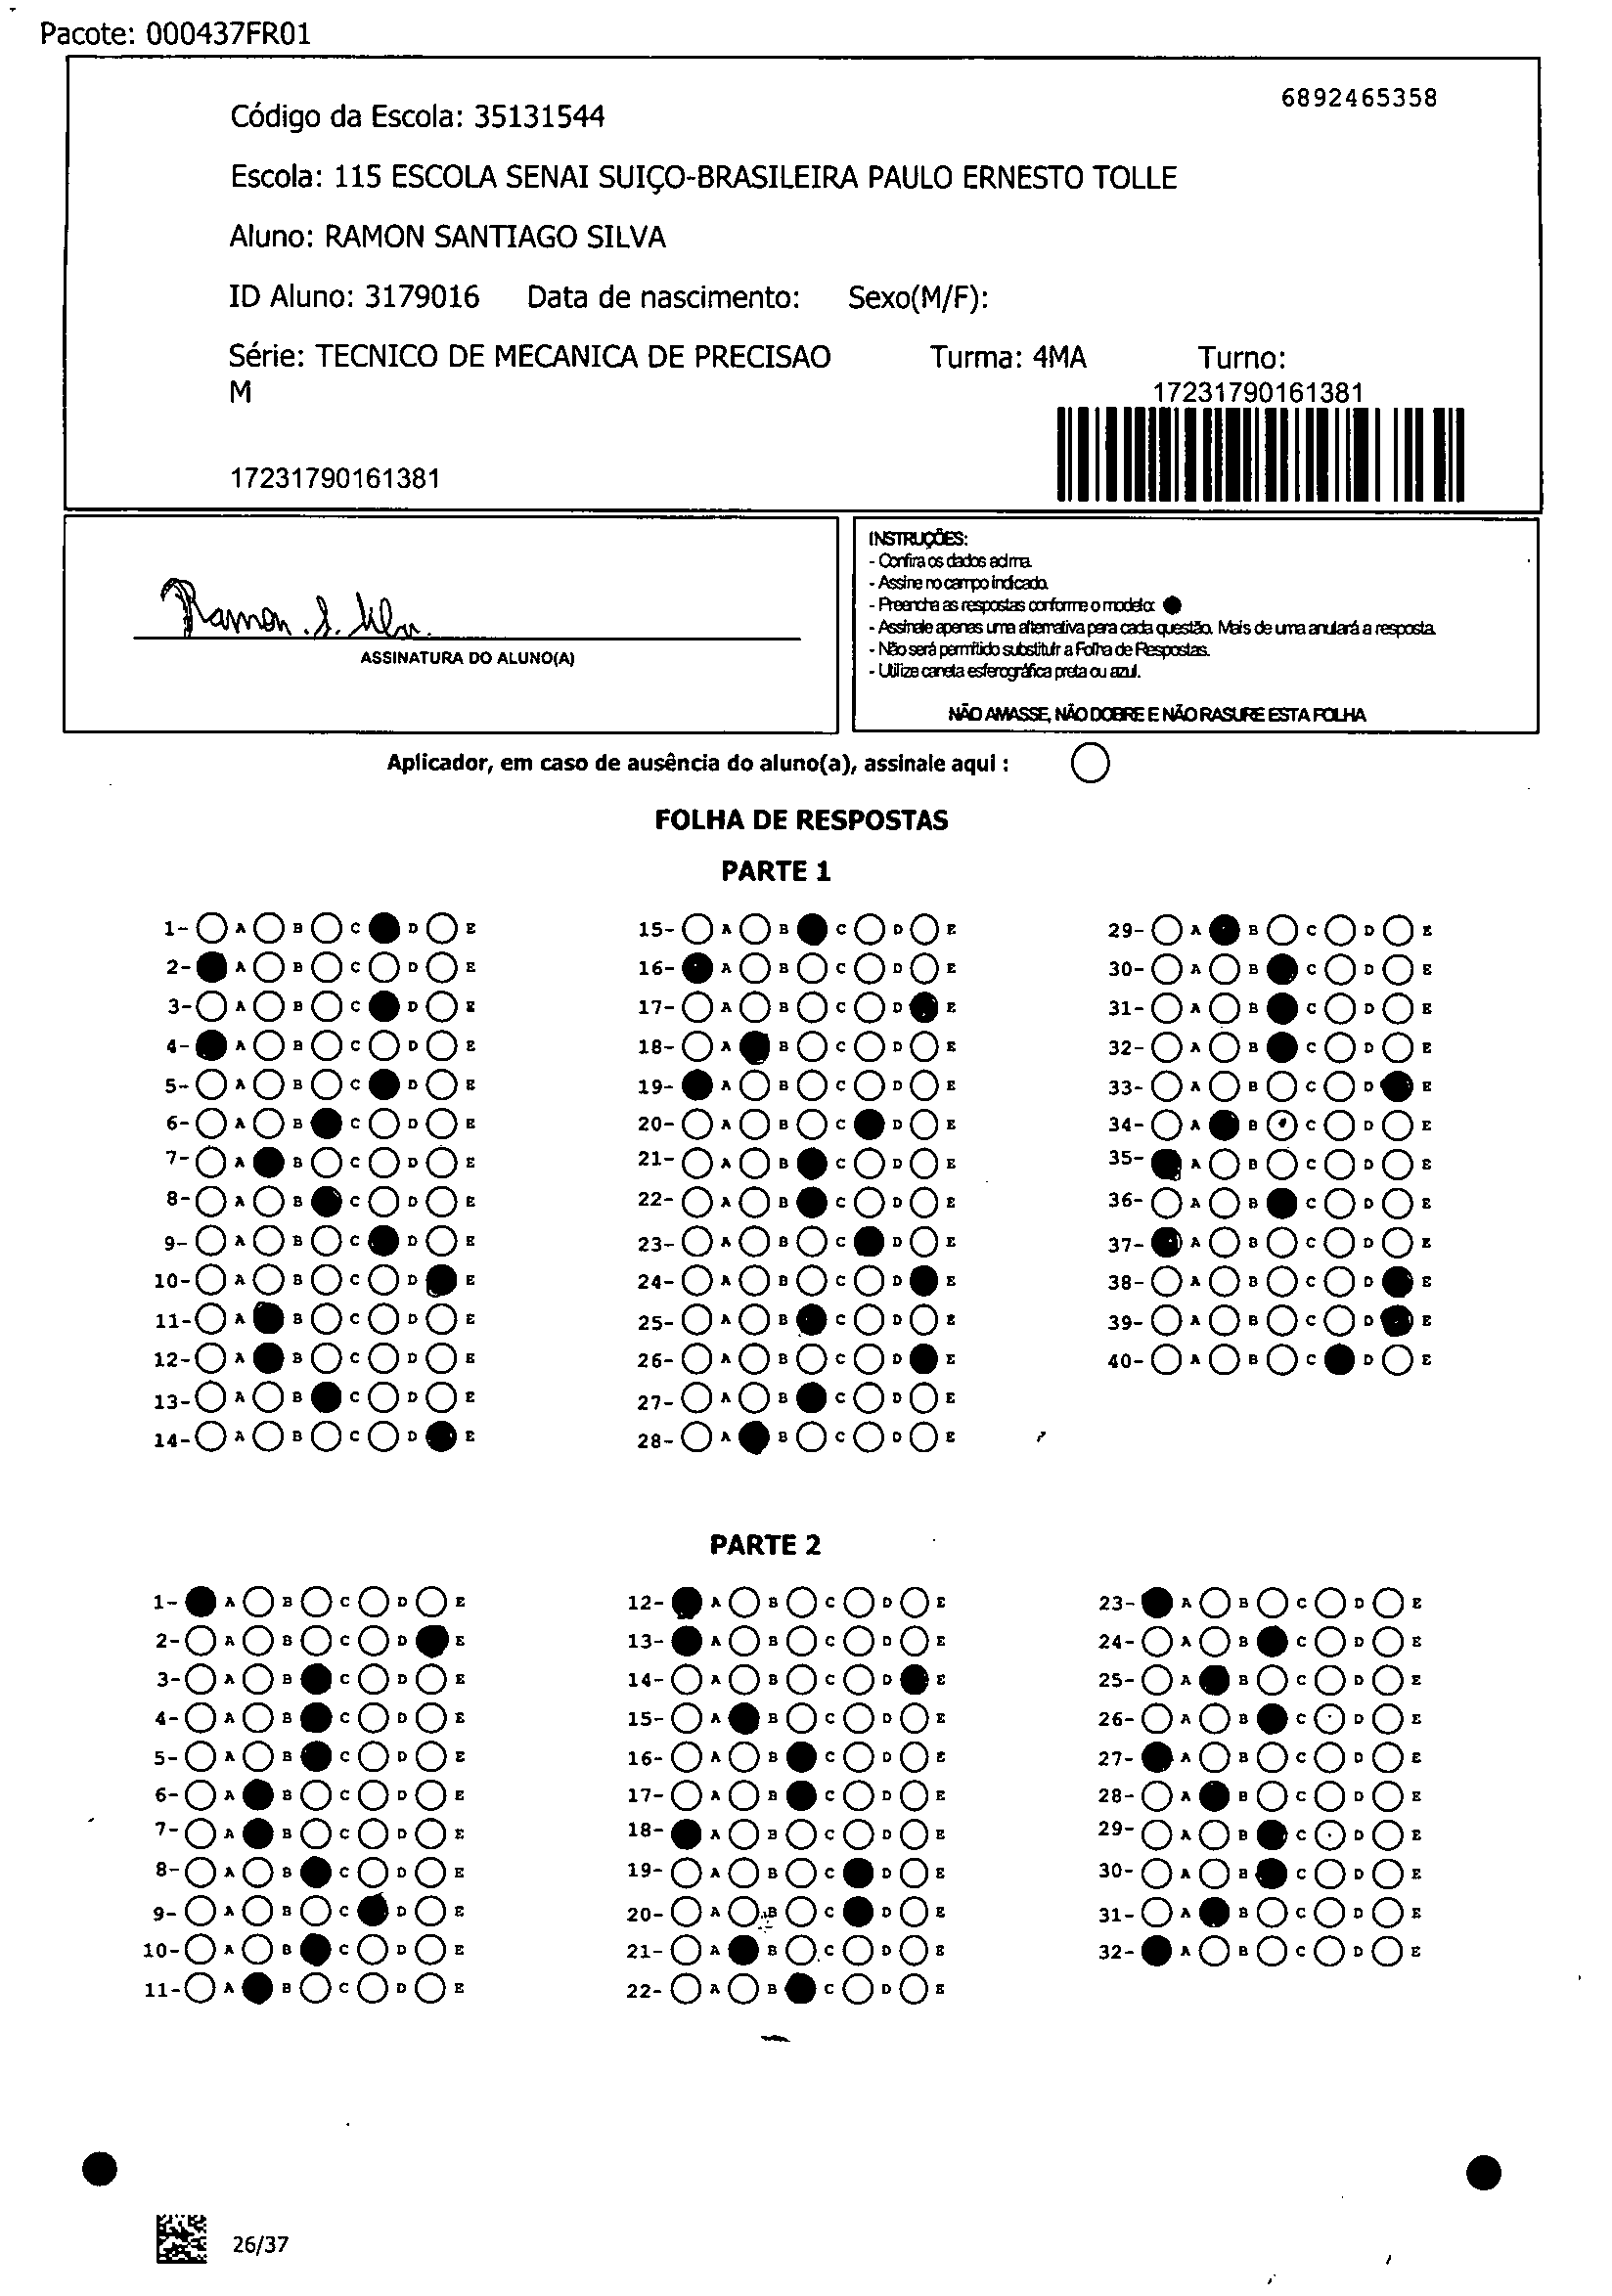 Pacote: 000437FR01
6892465358
Código da Escola: 35131544
Escola: 115 ESCOLA SENAI SUIÇO-BRASILEIRA PAULO ERNESTO TOLLE
Aluno: RAMON SANTIAGO SILVA
ID Aluno: 3179016 Data de nascimento: Sexo(M/F):
Série: TECNICO DE MECANICA DE PRECISAO Turma: 4MA Turno:
M
17231790161381
17231790161381
Ramon . S. Silva
ASSINATURA DO ALUNO(A)
INSTRUÇÕES:
- Confira os dados acima.
- Assine no campo indicado.
- Preencha as respostas conforme o modelo:
- Assinale apenas uma alternativa para cada questão. Mais de uma anulará a resposta.
- Não será permitido substituir a Folha de Respostas.
- Utilize caneta esferográfica preta ou azul.
NÃO AMASSE, NÃO DOBRE E NÃO RASURE ESTA FOLHA
Aplicador, em caso de ausência do aluno(a), assinale aqui :
FOLHA DE RESPOSTAS
PARTE 1
1- A B C D E
2- A B C D E
3- A B C D E
4- A B C D E
5- A B C D E
6- A B C D E
7- A B C D E
8- A B C D E
9- A B C D E
10- A B C D E
11- A B C D E
12- A B C D E
13- A B C D E
14- A B C D E
15- A B C D E
16- A B C D E
17- A B C D E
18- A B C D E
19- A B C D E
20- A B C D E
21- A B C D E
22- A B C D E
23- A B C D E
24- A B C D E
25- A B C D E
26- A B C D E
27- A B C D E
28- A B C D E
29- A B C D E
30- A B C D E
31- A B C D E
32- A B C D E
33- A B C D E
34- A B C D E
35- A B C D E
36- A B C D E
37- A B C D E
38- A B C D E
39- A B C D E
40- A B C D E
PARTE 2
1- A B C D E
2- A B C D E
3- A B C D E
4- A B C D E
5- A B C D E
6- A B C D E
7- A B C D E
8- A B C D E
9- A B C D E
10- A B C D E
11- A B C D E
12- A B C D E
13- A B C D E
14- A B C D E
15- A B C D E
16- A B C D E
17- A B C D E
18- A B C D E
19- A B C D E
20- A B C D E
21- A B C D E
22- A B C D E
23- A B C D E
24- A B C D E
25- A B C D E
26- A B C D E
27- A B C D E
28- A B C D E
29- A B C D E
30- A B C D E
31- A B C D E
32- A B C D E
26/37